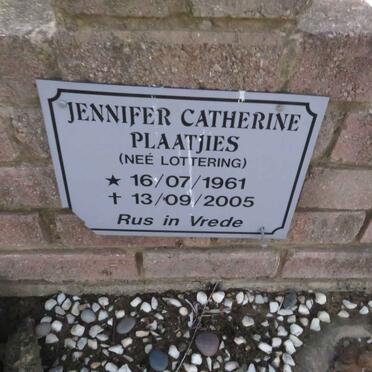 JENNIFER CATHERINE
PLAATJIES
(NEÉ LOTTERING)
★ 16/07/1961
✝ 13/09/2005
Rus in Vrede